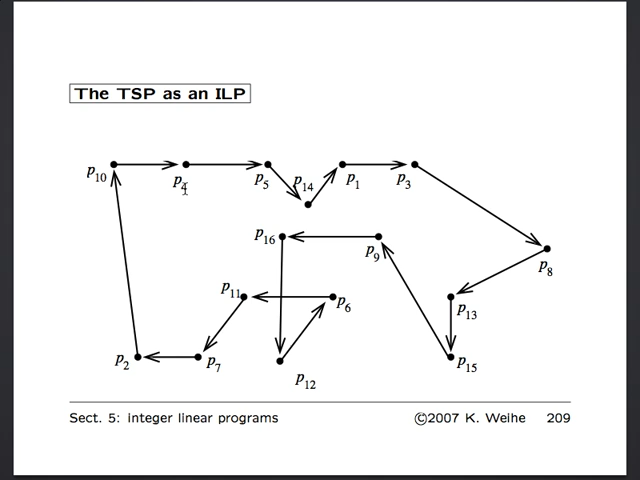 The TSP as an ILP
p10 p4 p5 p14 p1 p3
p16 p9 p8
p11 p6 p13
p2 p7 p12 p15
Sect. 5: integer linear programs ©2007 K. Weihe 209